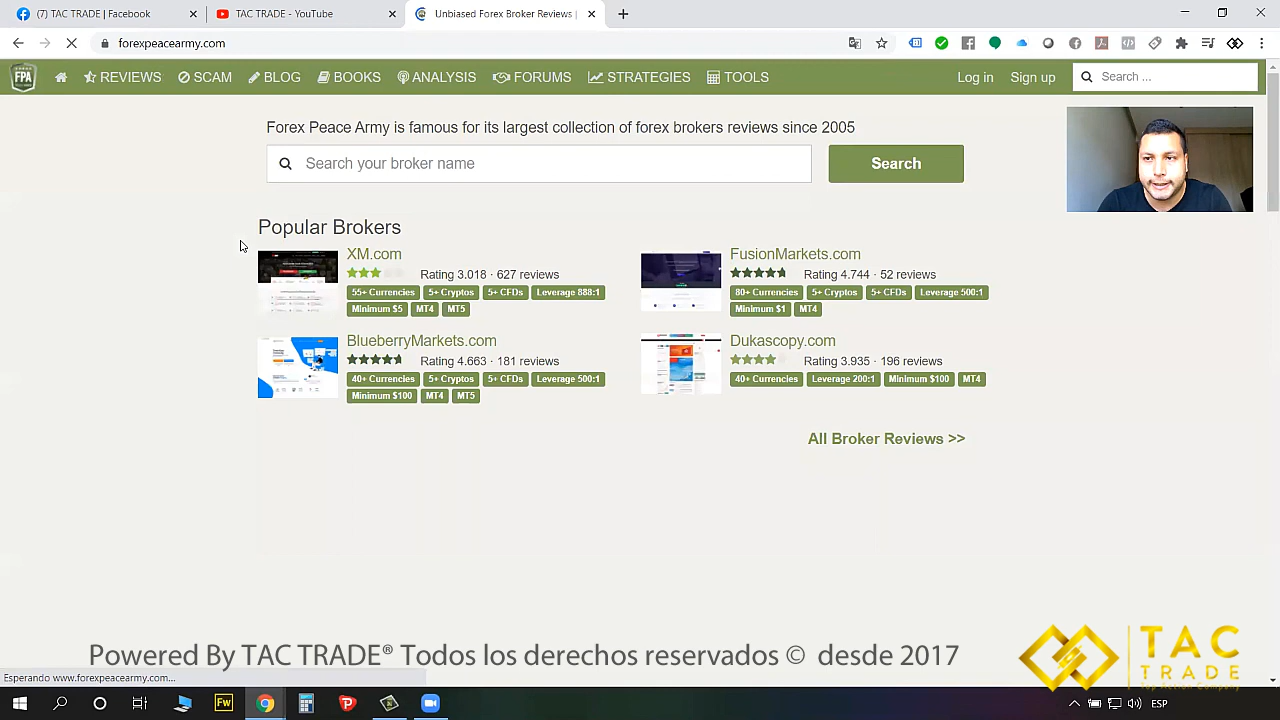 (7) TAC TRADE | Facebook
TAC TRADE - YouTube
Unbiased Forex Broker Reviews |
forexpeacearmy.com
FPA
REVIEWS
SCAM
BLOG
BOOKS
ANALYSIS
FORUMS
STRATEGIES
TOOLS
Log in
Sign up
Search ...
Forex Peace Army is famous for its largest collection of forex brokers reviews since 2005
Search your broker name
Search
Popular Brokers
XM.com
Rating 3.018 · 627 reviews
55+ Currencies 5+ Cryptos 5+ CFDs Leverage 888:1
Minimum $5 MT4 MT5
FusionMarkets.com
Rating 4.744 · 52 reviews
80+ Currencies 5+ Cryptos 5+ CFDs Leverage 500:1
Minimum $1 MT4
BlueberryMarkets.com
Rating 4.663 · 181 reviews
40+ Currencies 5+ Cryptos 5+ CFDs Leverage 500:1
Minimum $100 MT4 MT5
Dukascopy.com
Rating 3.935 · 196 reviews
40+ Currencies Leverage 200:1 Minimum $100 MT4
All Broker Reviews >>
Powered By TAC TRADE® Todos los derechos reservados © desde 2017
TAC
TRADE
Top Action Company
Esperando www.forexpeacearmy.com...
Fw
ESP